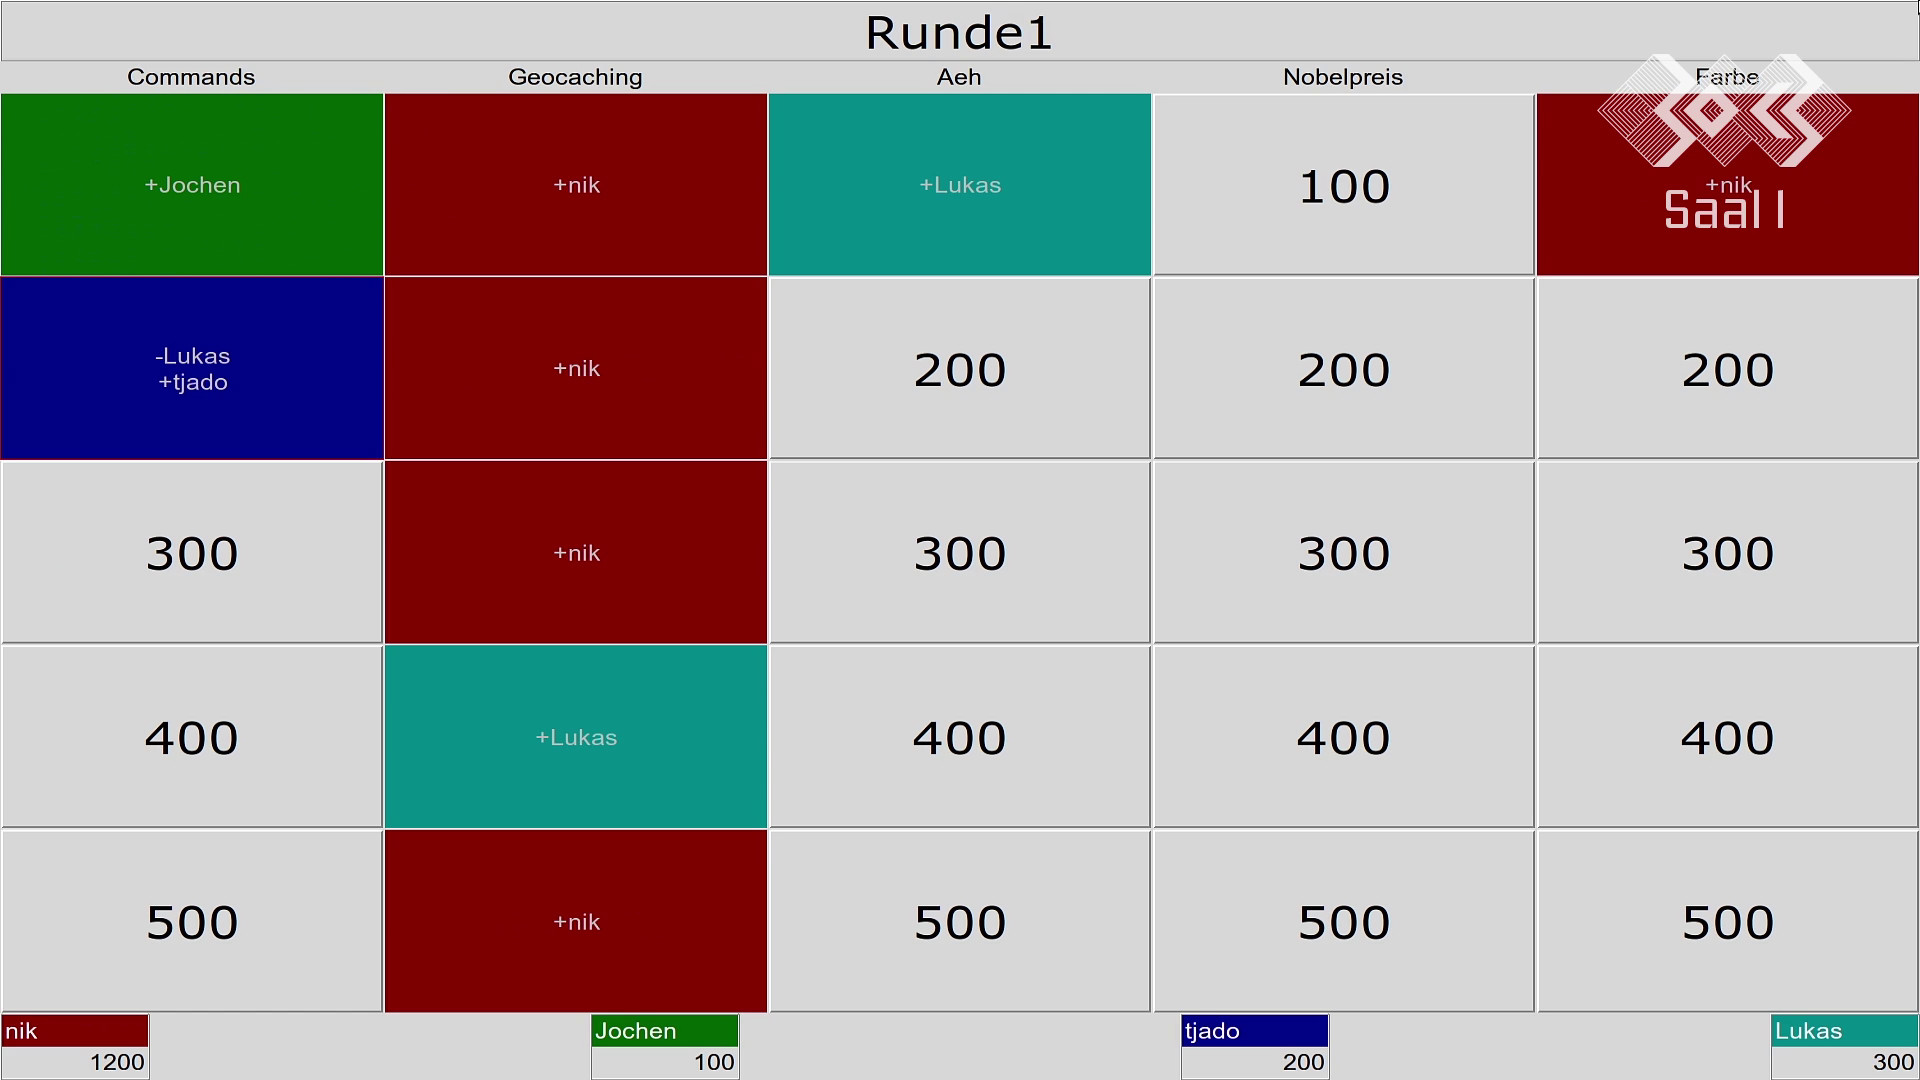 Runde1
Commands Geocaching Aeh Nobelpreis Farbe
+Jochen +nik +Lukas 100 +nik
Saal 1
-Lukas
+tjado +nik 200 200 200
300 +nik 300 300 300
400 +Lukas 400 400 400
500 +nik 500 500 500
nik Jochen tjado Lukas
1200 100 200 300